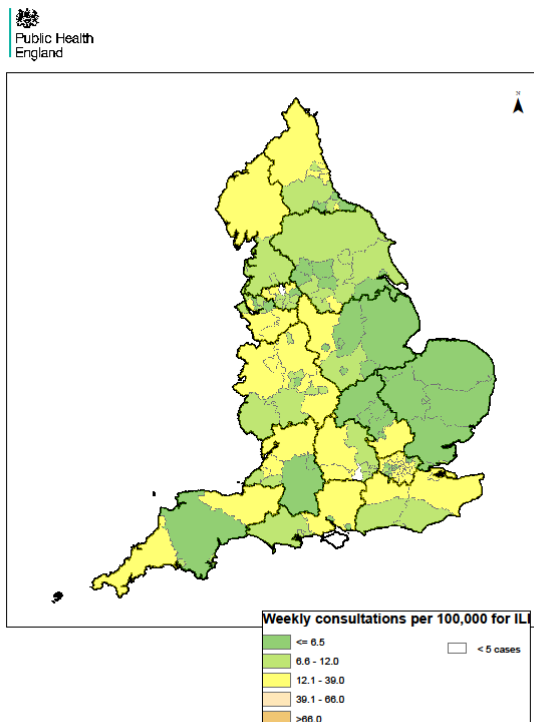 Public Health
England
N
Weekly consultations per 100,000 for ILI
<= 6.5
6.6 - 12.0
12.1 - 39.0
39.1 - 66.0
>66.0
< 5 cases